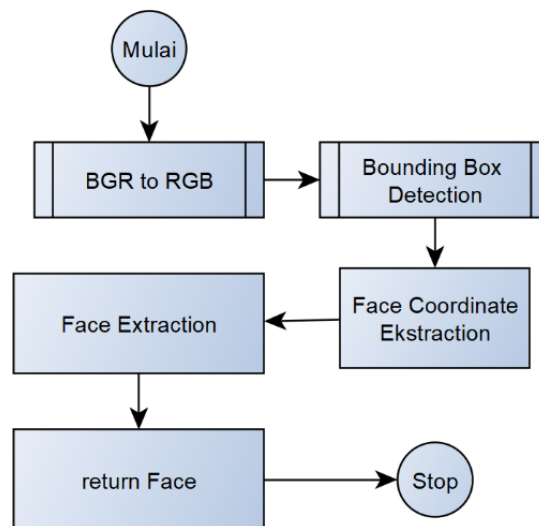 Mulai
BGR to RGB
Bounding Box
Detection
Face Coordinate
Ekstraction
Face Extraction
return Face
Stop